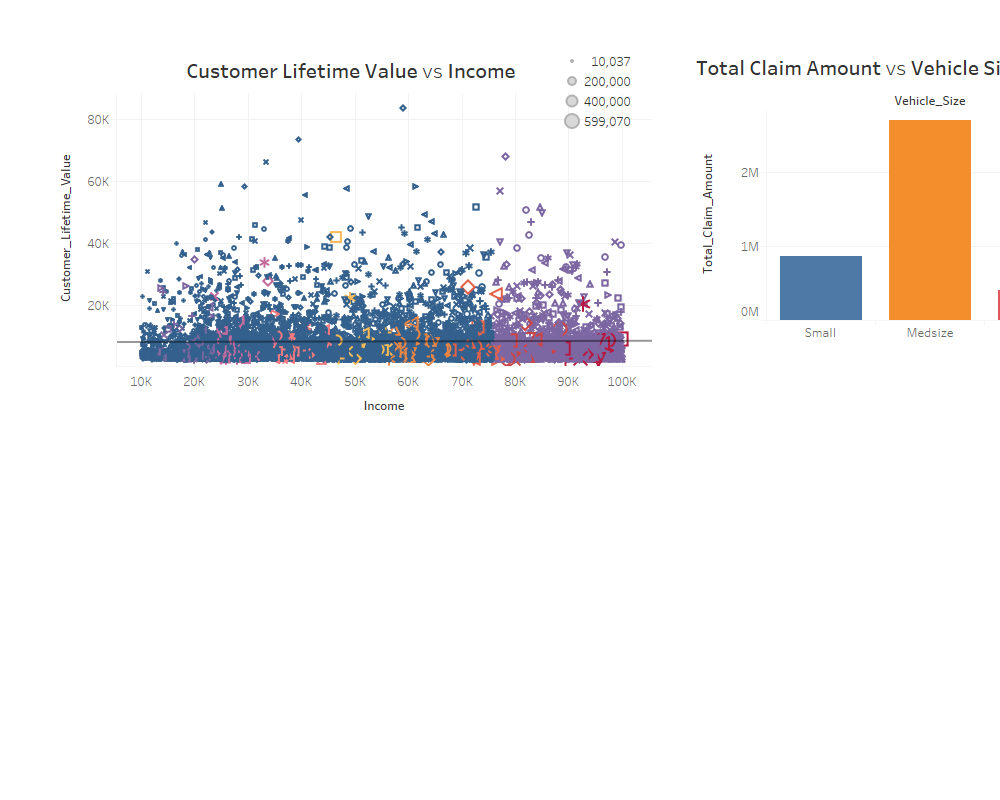 Customer Lifetime Value vs Income
10,037
200,000
400,000
599,070
80K
60K
40K
20K
Customer_Lifetime_Value
10K 20K 30K 40K 50K 60K 70K 80K 90K 100K
Income
Total Claim Amount vs Vehicle Si
Vehicle_Size
2M
1M
0M
Total_Claim_Amount
Small Medsize